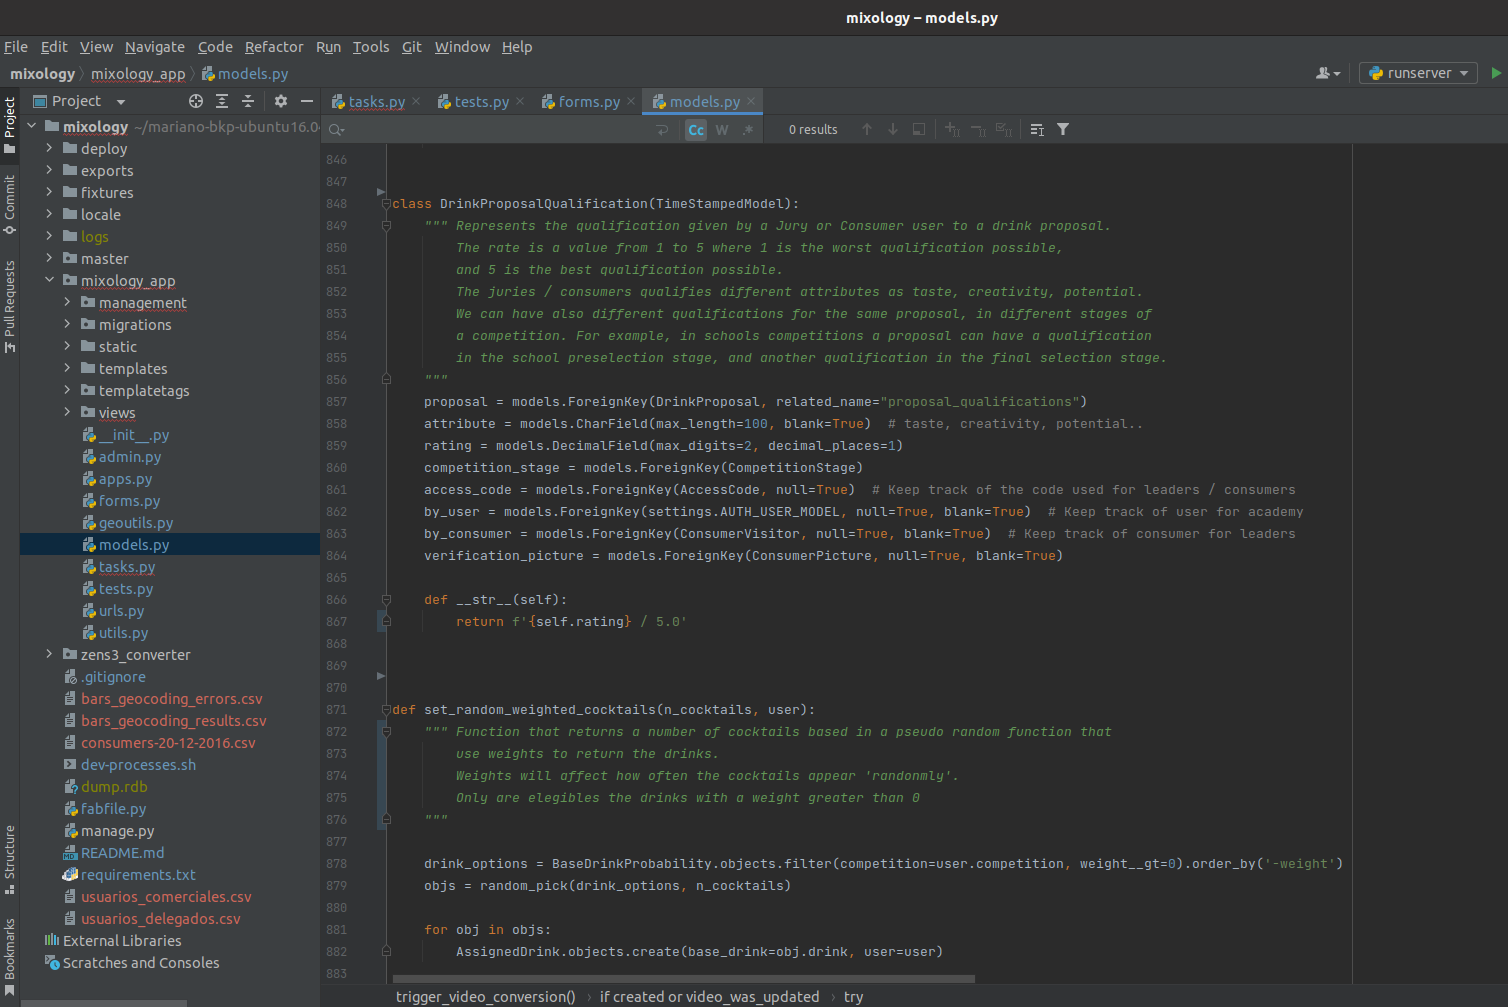 mixology – models.py
File Edit View Navigate Code Refactor Run Tools Git Window Help
mixology mixology_app models.py runserver
Project
Commit
Pull Requests
Structure
Bookmarks
Project
mixology ~/mariano-bkp-ubuntu16.04
deploy
exports
fixtures
locale
logs
master
mixology_app
management
migrations
static
templates
templatetags
views
__init__.py
admin.py
apps.py
forms.py
geoutils.py
models.py
tasks.py
tests.py
urls.py
utils.py
zens3_converter
.gitignore
bars_geocoding_errors.csv
bars_geocoding_results.csv
consumers-20-12-2016.csv
dev-processes.sh
dump.rdb
fabfile.py
manage.py
README.md
requirements.txt
usuarios_comerciales.csv
usuarios_delegados.csv
External Libraries
Scratches and Consoles
tasks.py tests.py forms.py models.py
Cc W .* 0 results
846
847
848 class DrinkProposalQualification(TimeStampedModel):
849 """ Represents the qualification given by a Jury or Consumer user to a drink proposal.
850 The rate is a value from 1 to 5 where 1 is the worst qualification possible,
851 and 5 is the best qualification possible.
852 The juries / consumers qualifies different attributes as taste, creativity, potential.
853 We can have also different qualifications for the same proposal, in different stages of
854 a competition. For example, in schools competitions a proposal can have a qualification
855 in the school preselection stage, and another qualification in the final selection stage.
856 """
857 proposal = models.ForeignKey(DrinkProposal, related_name="proposal_qualifications")
858 attribute = models.CharField(max_length=100, blank=True)  # taste, creativity, potential..
859 rating = models.DecimalField(max_digits=2, decimal_places=1)
860 competition_stage = models.ForeignKey(CompetitionStage)
861 access_code = models.ForeignKey(AccessCode, null=True)  # Keep track of the code used for leaders / consumers
862 by_user = models.ForeignKey(settings.AUTH_USER_MODEL, null=True, blank=True)  # Keep track of user for academy
863 by_consumer = models.ForeignKey(ConsumerVisitor, null=True, blank=True)  # Keep track of consumer for leaders
864 verification_picture = models.ForeignKey(ConsumerPicture, null=True, blank=True)
865
866 def __str__(self):
867 return f'{self.rating} / 5.0'
868
869
870
871 def set_random_weighted_cocktails(n_cocktails, user):
872 """ Function that returns a number of cocktails based in a pseudo random function that
873 use weights to return the drinks.
874 Weights will affect how often the cocktails appear 'randonmly'.
875 Only are elegibles the drinks with a weight greater than 0
876 """
877
878 drink_options = BaseDrinkProbability.objects.filter(competition=user.competition, weight__gt=0).order_by('-weight')
879 objs = random_pick(drink_options, n_cocktails)
880
881 for obj in objs:
882 AssignedDrink.objects.create(base_drink=obj.drink, user=user)
883
trigger_video_conversion() if created or video_was_updated try